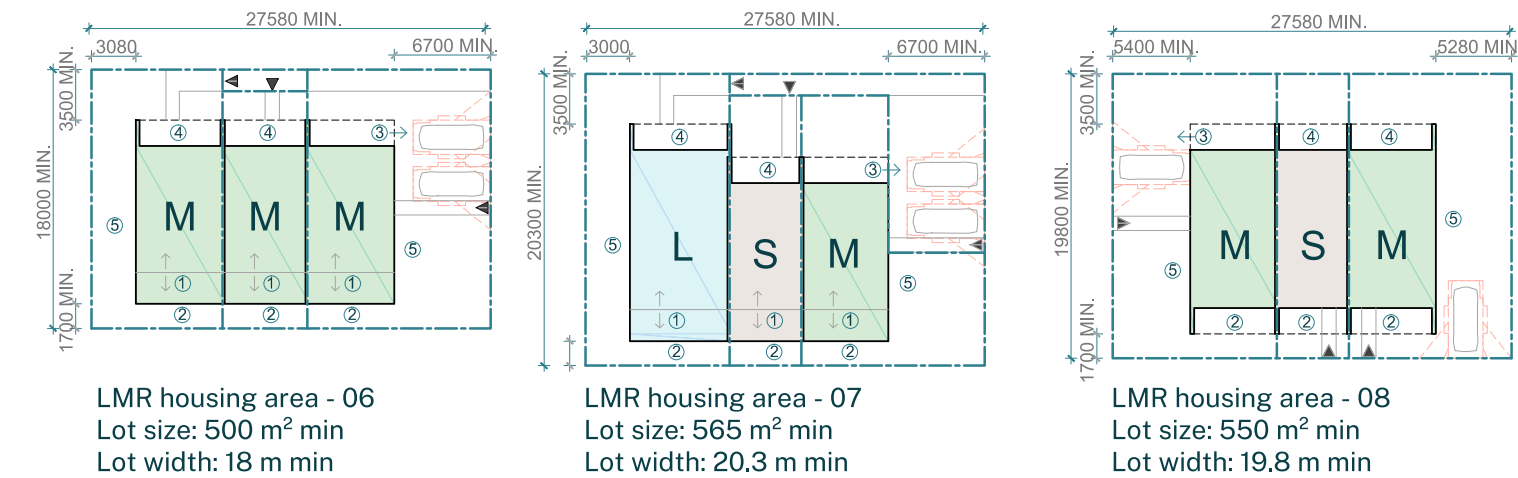 27580 MIN.
3080
6700 MIN.
3500 MIN.
18000 MIN.
1700 MIN.
④ ④ ③
M M M
⑤ ⑤
① ① ①
② ② ②
LMR housing area - 06
Lot size: 500 m² min
Lot width: 18 m min
27580 MIN.
3000
6700 MIN.
3500 MIN.
20300 MIN.
④ ④ ③
L S M
⑤ ⑤
① ① ①
② ② ②
LMR housing area - 07
Lot size: 565 m² min
Lot width: 20.3 m min
27580 MIN.
5400 MIN.
5280 MIN
3500 MIN.
19800 MIN.
1700 MIN.
③ ④ ④
M S M
⑤ ⑤
② ② ②
LMR housing area - 08
Lot size: 550 m² min
Lot width: 19.8 m min